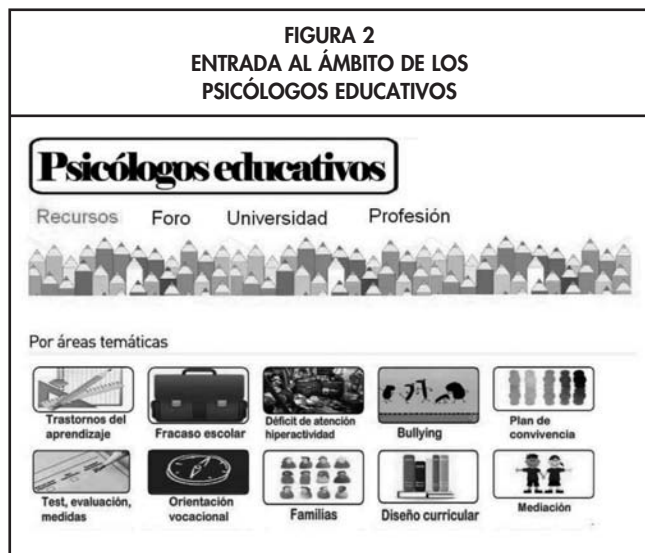 FIGURA 2
ENTRADA AL ÁMBITO DE LOS
PSICÓLOGOS EDUCATIVOS
Psicólogos educativos
Recursos Foro Universidad Profesión
Por áreas temáticas
Trastornos del aprendizaje
Fracaso escolar
Déficit de atención
hiperactividad
Bullying
Plan de
convivencia
Test, evaluación,
medidas
Orientación
vocacional
Familias
Diseño curricular
Mediación